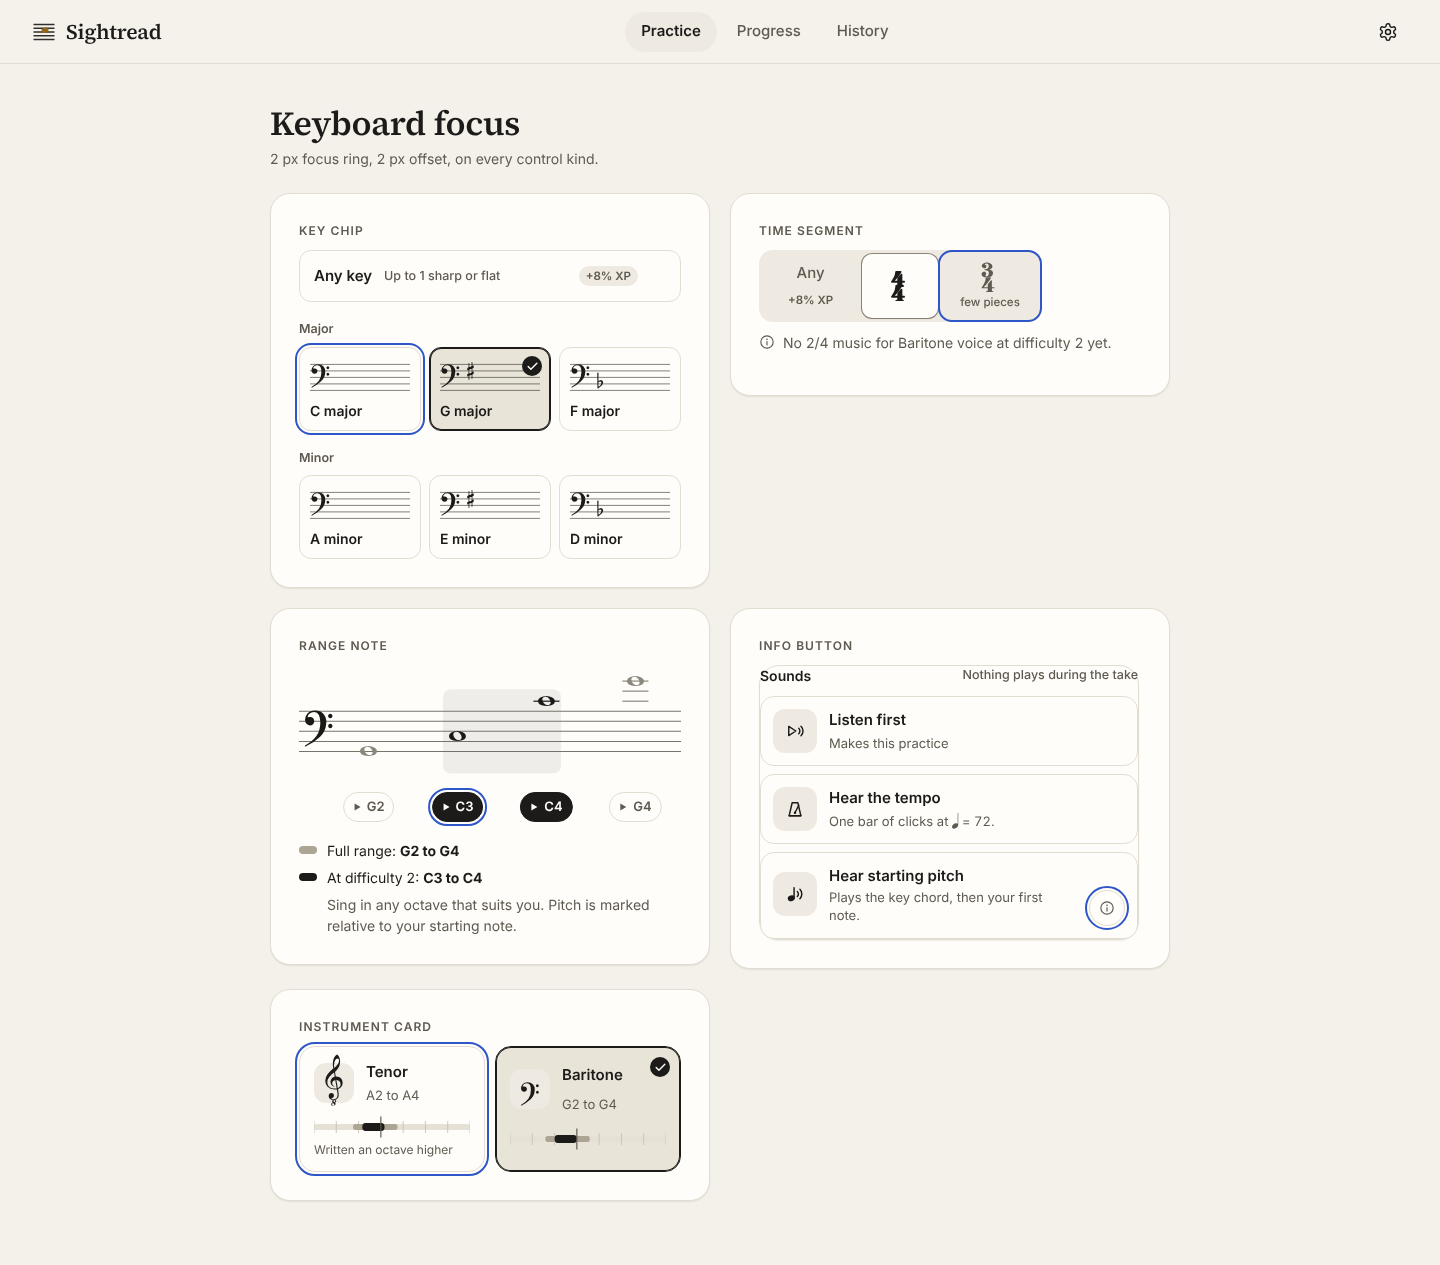 Sightread
Practice
Progress
History
Keyboard focus
2 px focus ring, 2 px offset, on every control kind.
KEY CHIP
Any key Up to 1 sharp or flat +8% XP
Major
C major
G major
F major
Minor
A minor
E minor
D minor
TIME SEGMENT
Any
+8% XP
4
4
3
4
few pieces
No 2/4 music for Baritone voice at difficulty 2 yet.
RANGE NOTE
G2
C3
C4
G4
Full range: G2 to G4
At difficulty 2: C3 to C4
Sing in any octave that suits you. Pitch is marked
relative to your starting note.
INFO BUTTON
Sounds
Nothing plays during the take
Listen first
Makes this practice
Hear the tempo
One bar of clicks at 𝅘𝅥 = 72.
Hear starting pitch
Plays the key chord, then your first
note.
INSTRUMENT CARD
Tenor
A2 to A4
Written an octave higher
Baritone
G2 to G4